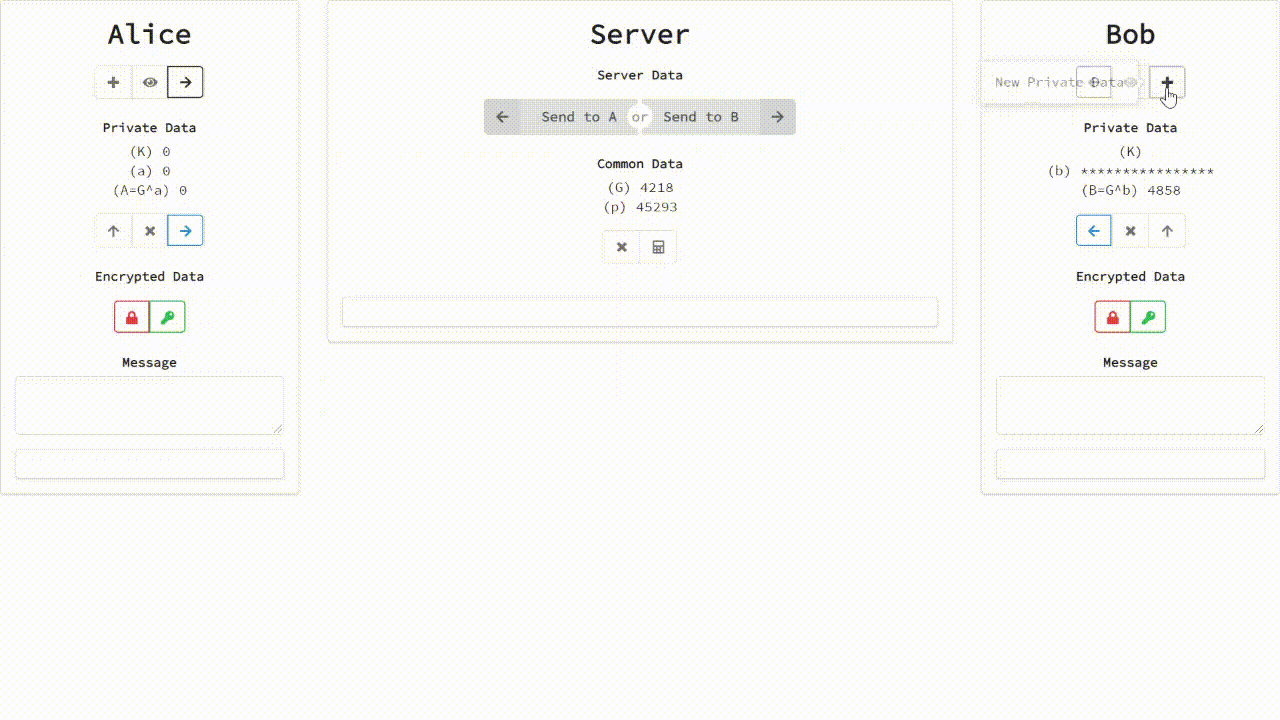 Alice
Private Data
(K) 0
(a) 0
(A=G^a) 0
Encrypted Data
Message
Server
Server Data
Send to A or Send to B
Common Data
(G) 4218
(p) 45293
Bob
New Private Data
Private Data
(K)
(b) ****************
(B=G^b) 4858
Encrypted Data
Message